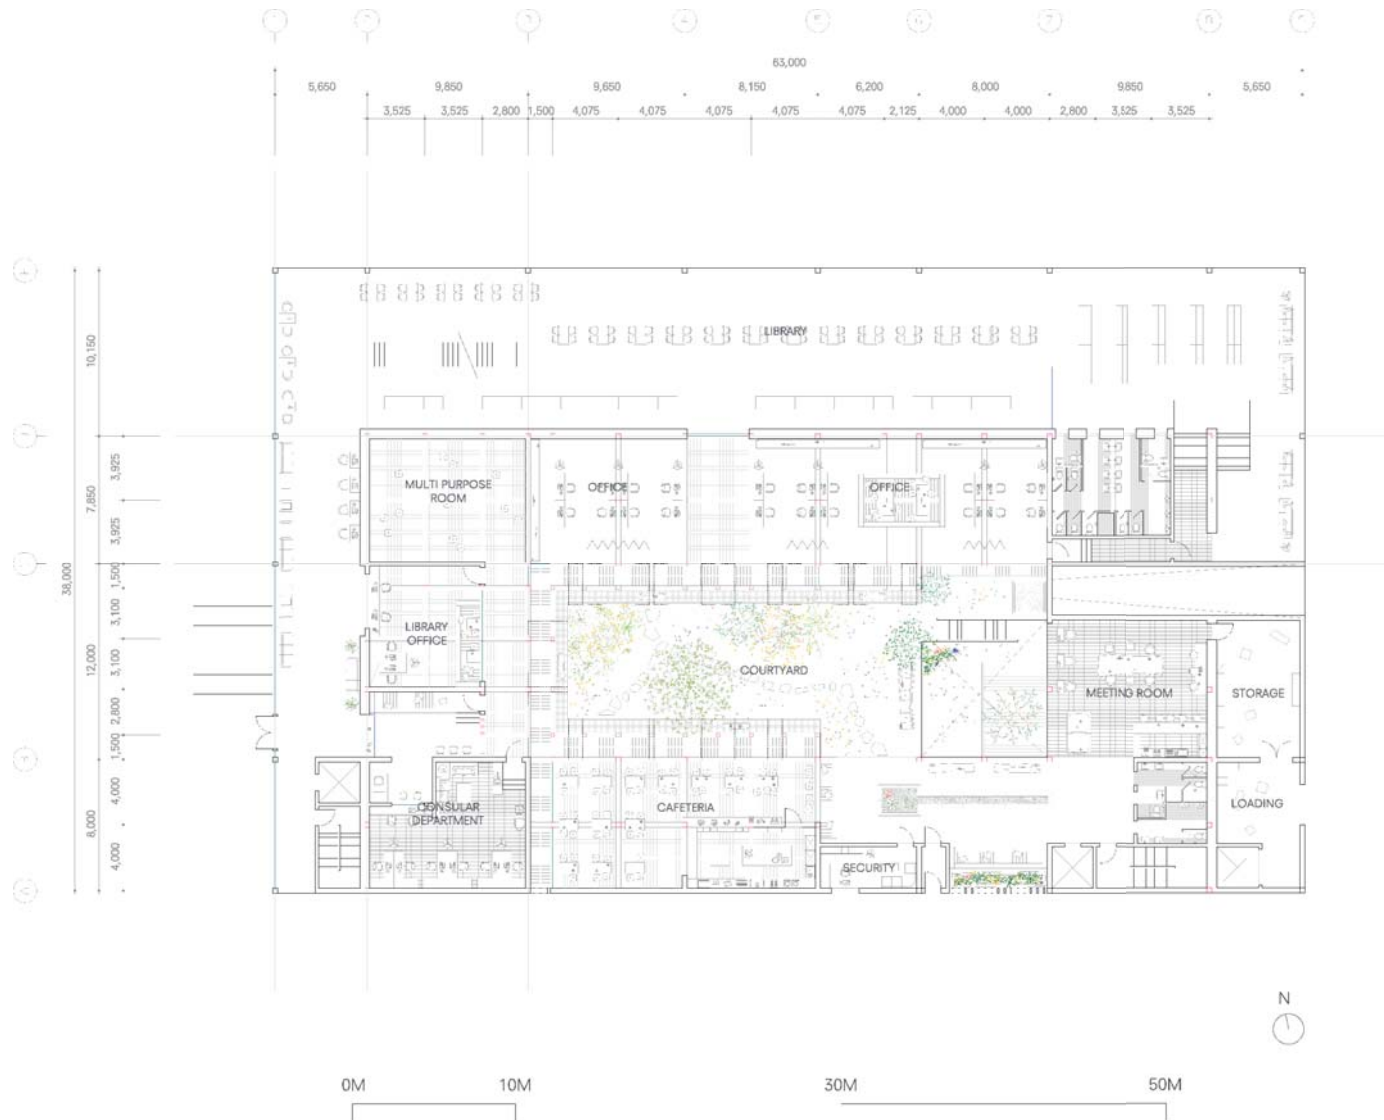 63,000
5,650
9,850
9,650
8,150
6,200
8,000
9,850
5,650
3,525
3,525
2,800
1,500
4,075
4,075
4,075
4,075
4,075
2,125
4,000
4,000
2,800
3,525
3,525
LIBRARY
10,150
MULTI PURPOSE
ROOM
OFFICE
OFFICE
7,850
3,925
3,925
38,000
1,500
3,100
3,100
2,800
1,500
12,000
LIBRARY
OFFICE
COURTYARD
MEETING ROOM
STORAGE
8,000
4,000
4,000
CONSULAR
DEPARTMENT
CAFETERIA
LOADING
SECURITY
N
0M
10M
30M
50M